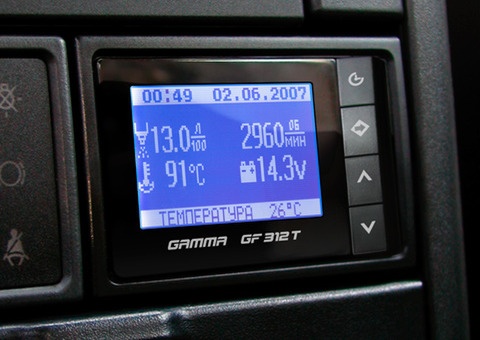 00:49 02.06.2007
13.0 Л/100 2960 ОБ/МИН
91°C 14.3V
ТЕМПЕРАТУРА 26°C
GAMMA GF 312T